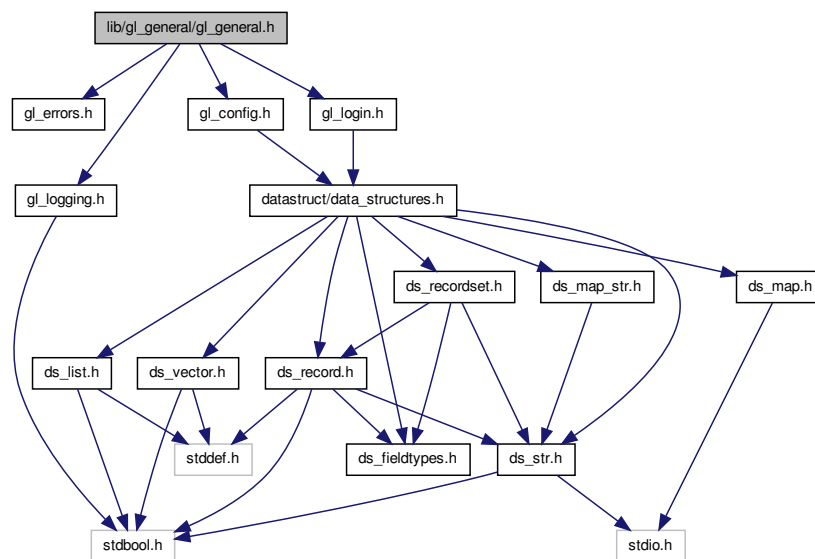 lib/gl_general/gl_general.h
gl_errors.h
gl_config.h
gl_login.h
gl_logging.h
datastruct/data_structures.h
ds_recordset.h
ds_map_str.h
ds_map.h
ds_list.h
ds_vector.h
ds_record.h
stddef.h
ds_fieldtypes.h
ds_str.h
stdbool.h
stdio.h